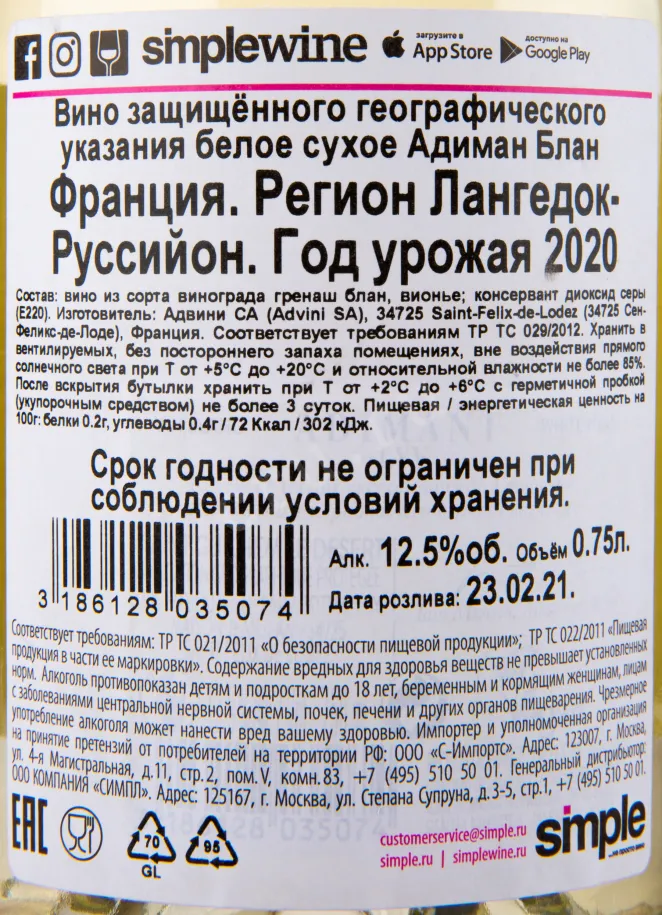 simplewine загрузите в App Store доступно на Google Play
Вино защищённого географического
указания белое сухое Адиман Блан
Франция. Регион Лангедок-
Руссийон. Год урожая 2020
Состав: вино из сорта винограда гренаш блан, вионье; консервант диоксид серы
(E220). Изготовитель: Адвини СА (Advini SA), 34725 Saint-Felix-de-Lodez (34725 Сен-
Феликс-де-Лоде), Франция. Соответствует требованиям ТР ТС 029/2012. Хранить в
вентилируемых, без постороннего запаха помещениях, вне воздействия прямого
солнечного света при Т от +5°С до +20°С и относительной влажности не более 85%.
После вскрытия бутылки хранить при Т от +2°С до +6°С с герметичной пробкой
(укупорочным средством) не более 3 суток. Пищевая / энергетическая ценность на
100г: белки 0.2г, углеводы 0.4г / 72 Ккал / 302 кДж.
Срок годности не ограничен при
соблюдении условий хранения.
Алк. 12.5%об. Объём 0.75л.
Дата розлива: 23.02.21.
3 186128 035074
Соответствует требованиям: ТР ТС 021/2011 «О безопасности пищевой продукции»; ТР ТС 022/2011 «Пищевая
продукция в части ее маркировки». Содержание вредных для здоровья веществ не превышает установленных
норм. Алкоголь противопоказан детям и подросткам до 18 лет, беременным и кормящим женщинам, лицам
с заболеваниями центральной нервной системы, почек, печени и других органов пищеварения. Чрезмерное
употребление алкоголя может нанести вред вашему здоровью. Импортер и уполномоченная организация
на принятие претензий от потребителей на территории РФ: ООО «С-Импортс». Адрес: 123007, г. Москва,
ул. 4-я Магистральная, д.11, стр.2, пом.V, комн.83, +7 (495) 510 50 01. Генеральный дистрибьютор:
ООО КОМПАНИЯ «СИМПЛ». Адрес: 125167, г. Москва, ул. Степана Супруна, д.3-5, стр.1, +7 (495) 510 50 01.
EAC
70
GL
95
customerservice@simple.ru
simple.ru | simplewine.ru
simple
...не просто вино